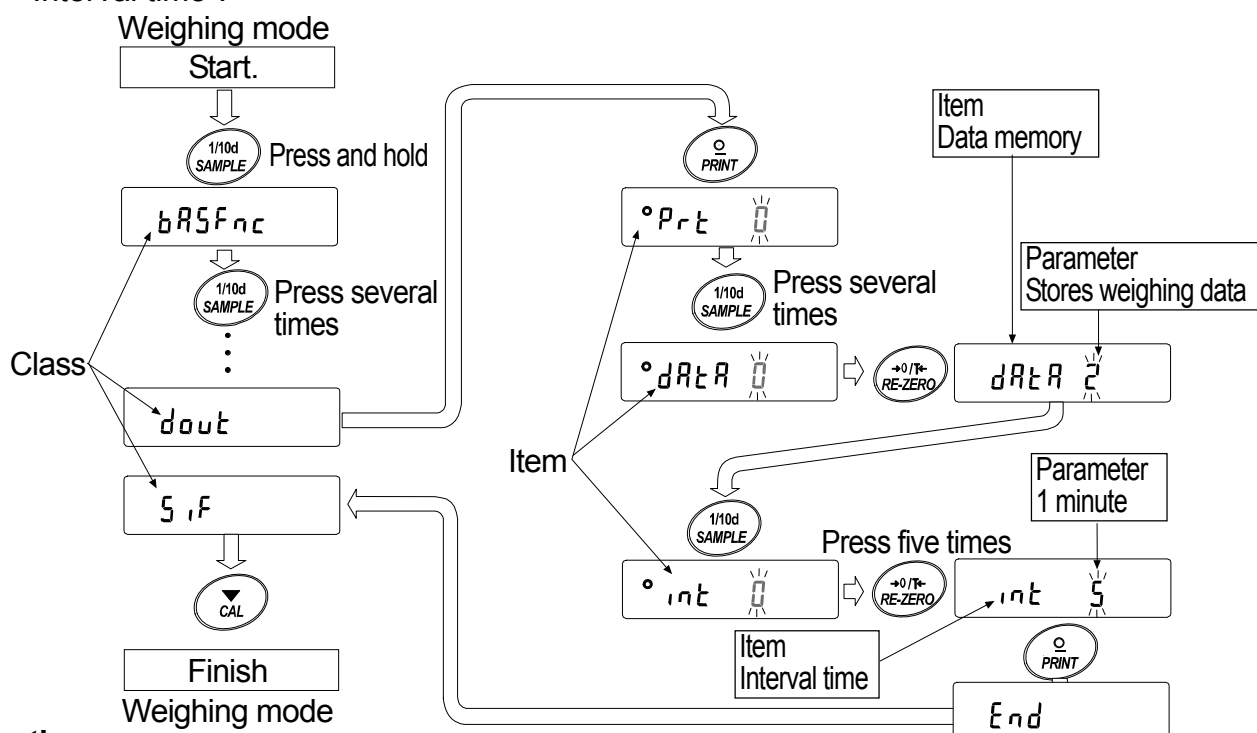 Weighing mode
Start.
1/10d
SAMPLE
Press and hold
bASFnc
1/10d
SAMPLE
Press several
times
Class
dout
SiF
CAL
Finish
Weighing mode
PRINT
Prt 0
1/10d
SAMPLE
Press several
times
dAtA 0
→0/T←
RE-ZERO
Item
Data memory
Parameter
Stores weighing data
dAtA 2
Item
1/10d
SAMPLE
int 0
Press five times
→0/T←
RE-ZERO
Parameter
1 minute
int 5
Item
Interval time
PRINT
End